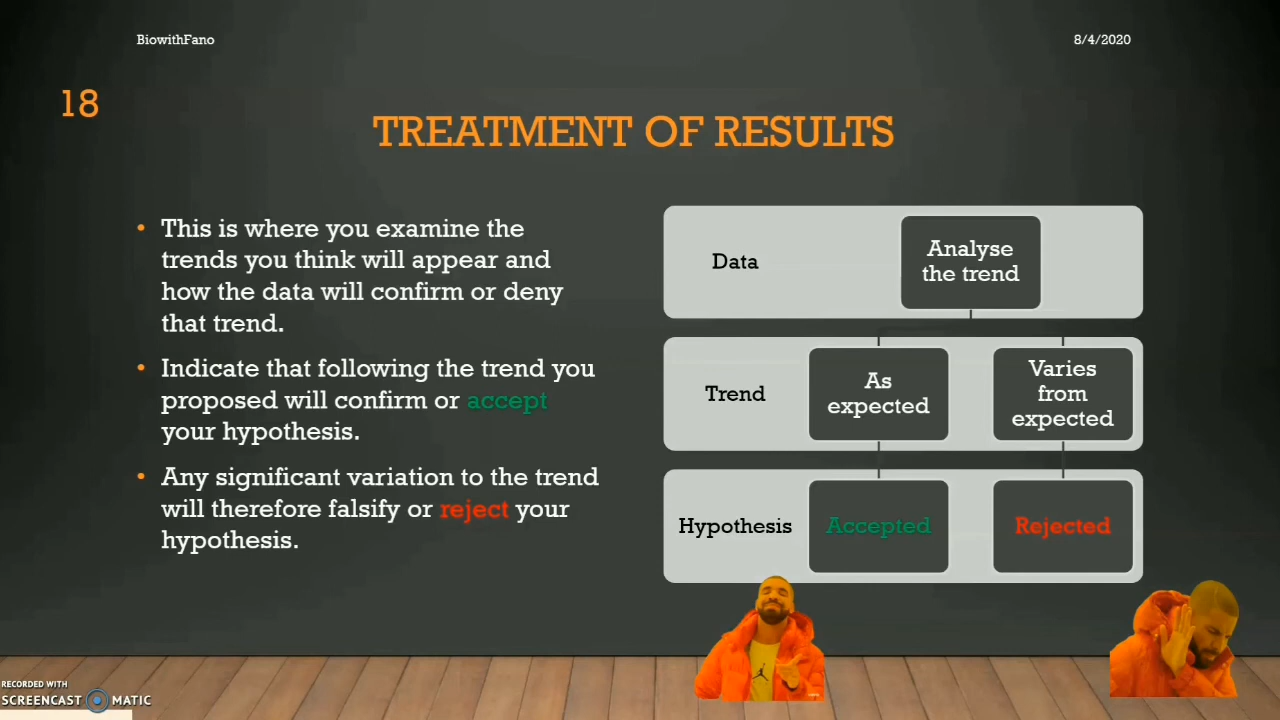 BiowithFano
8/4/2020
18
TREATMENT OF RESULTS
• This is where you examine the
trends you think will appear and
how the data will confirm or deny
that trend.
• Indicate that following the trend you
proposed will confirm or accept
your hypothesis.
• Any significant variation to the trend
will therefore falsify or reject your
hypothesis.
Data
Analyse
the trend
Trend
As
expected
Varies
from
expected
Hypothesis
Accepted
Rejected
RECORDED WITH
SCREENCAST MATIC